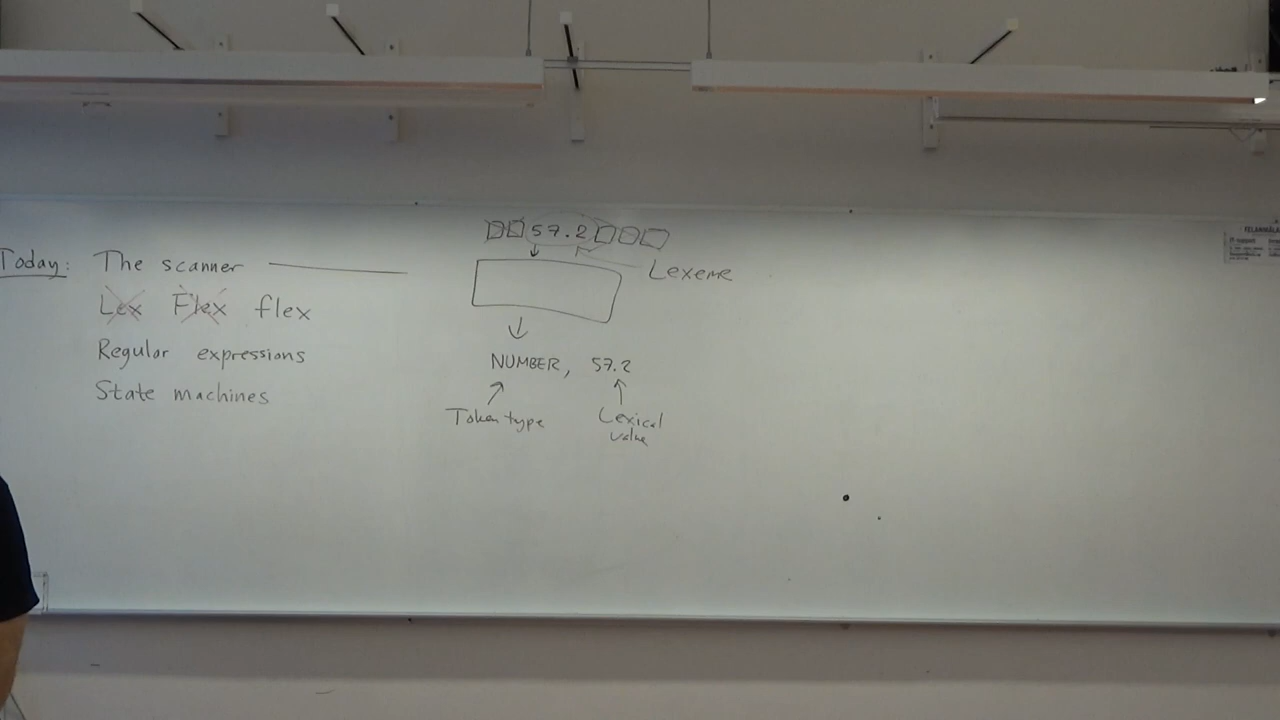 Today: The scanner
Lex Flex flex
Regular expressions
State machines
57.2
Lexeme
NUMBER, 57.2
Token type
Lexical value